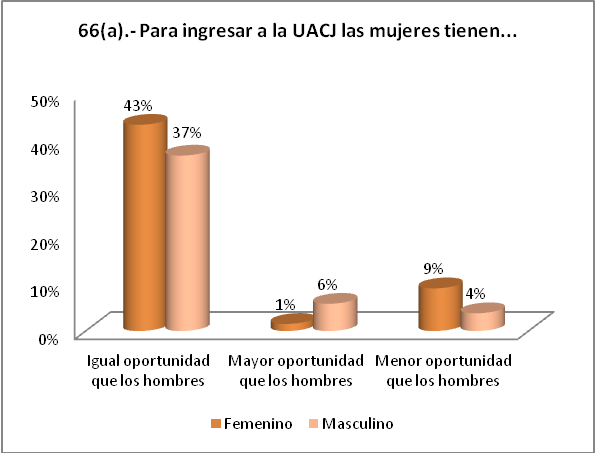 66(a).- Para ingresar a la UACJ las mujeres tienen...
50%
40%
30%
20%
10%
0%
43%
37%
1%
6%
9%
4%
Igual oportunidad
que los hombres
Mayor oportunidad
que los hombres
Menor oportunidad
que los hombres
Femenino
Masculino